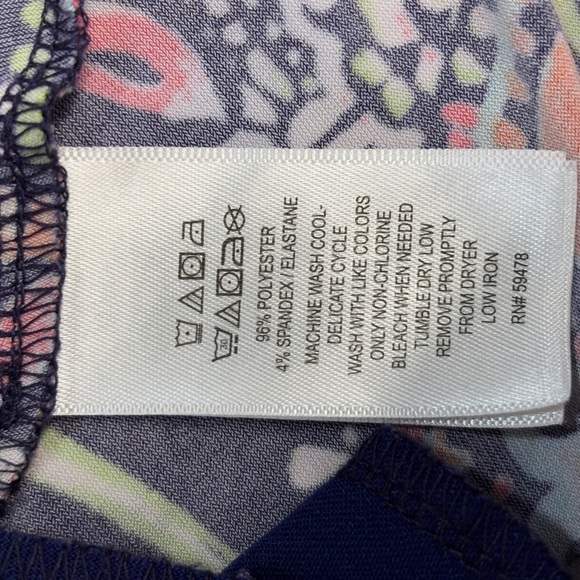 30
96% POLYESTER
4% SPANDEX / ELASTANE
MACHINE WASH COOL-
DELICATE CYCLE
WASH WITH LIKE COLORS
ONLY NON-CHLORINE
BLEACH WHEN NEEDED
TUMBLE DRY LOW
REMOVE PROMPTLY
FROM DRYER
LOW IRON
RN# 59478